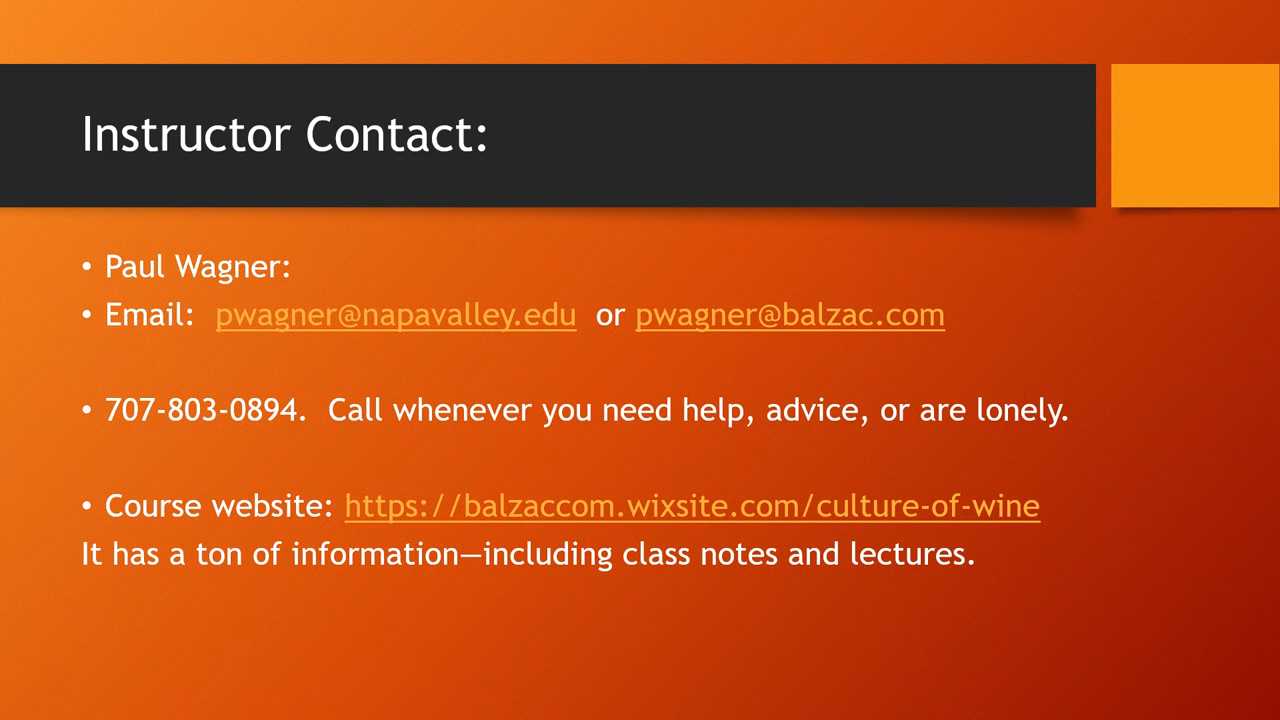 Instructor Contact:
• Paul Wagner:
• Email:  pwagner@napavalley.edu  or pwagner@balzac.com
• 707-803-0894.  Call whenever you need help, advice, or are lonely.
• Course website: https://balzaccom.wixsite.com/culture-of-wine
It has a ton of information—including class notes and lectures.